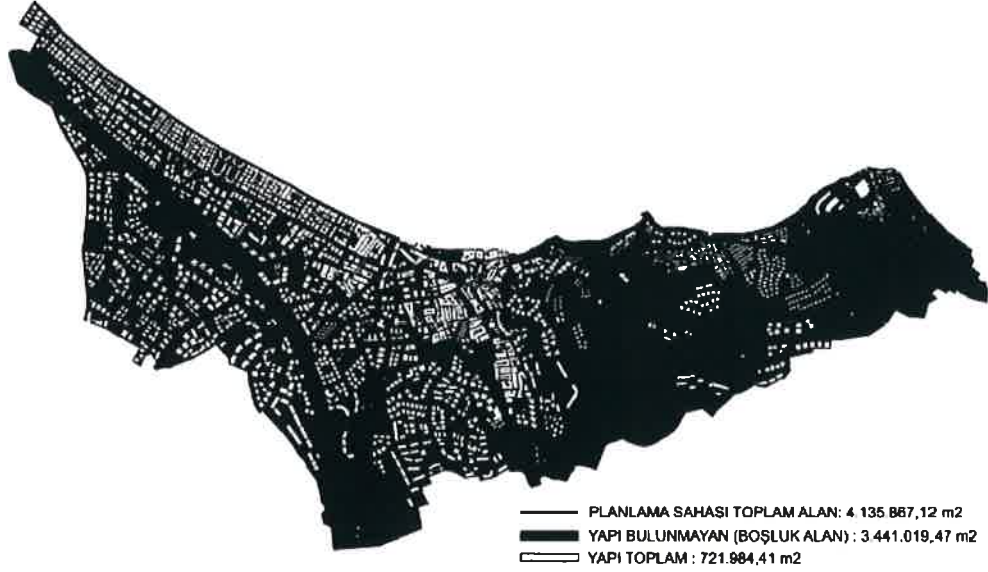 PLANLAMA SAHASI TOPLAM ALAN: 4 135 867,12 m2
YAPI BULUNMAYAN (BOŞLUK ALAN) : 3.441.019,47 m2
YAPI TOPLAM : 721.984,41 m2